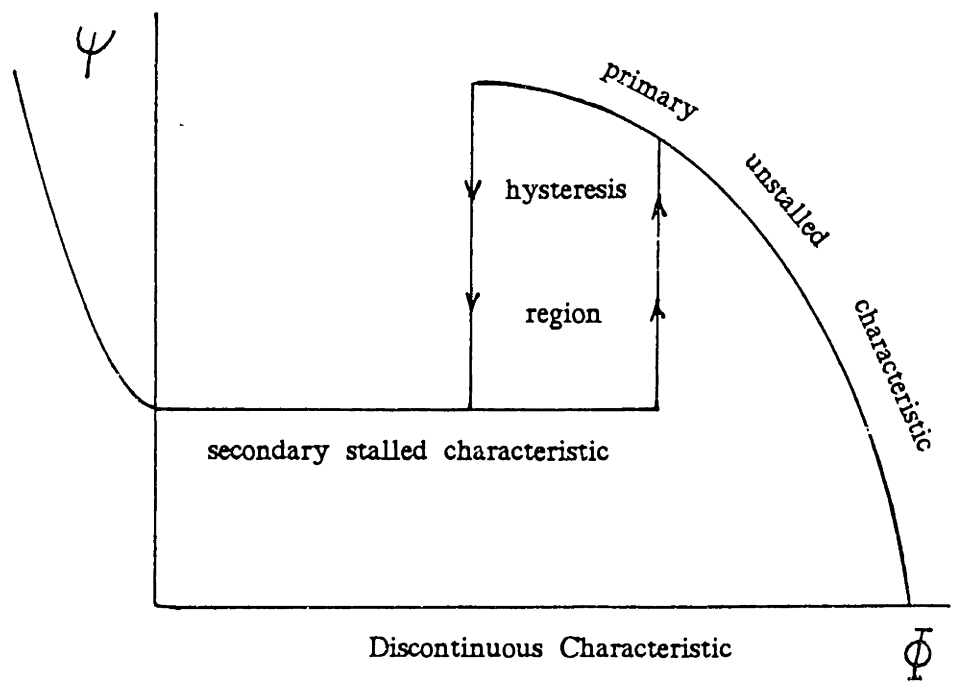 Ψ
primary
unstalled
characteristic
hysteresis
region
secondary stalled characteristic
Discontinuous Characteristic
Φ